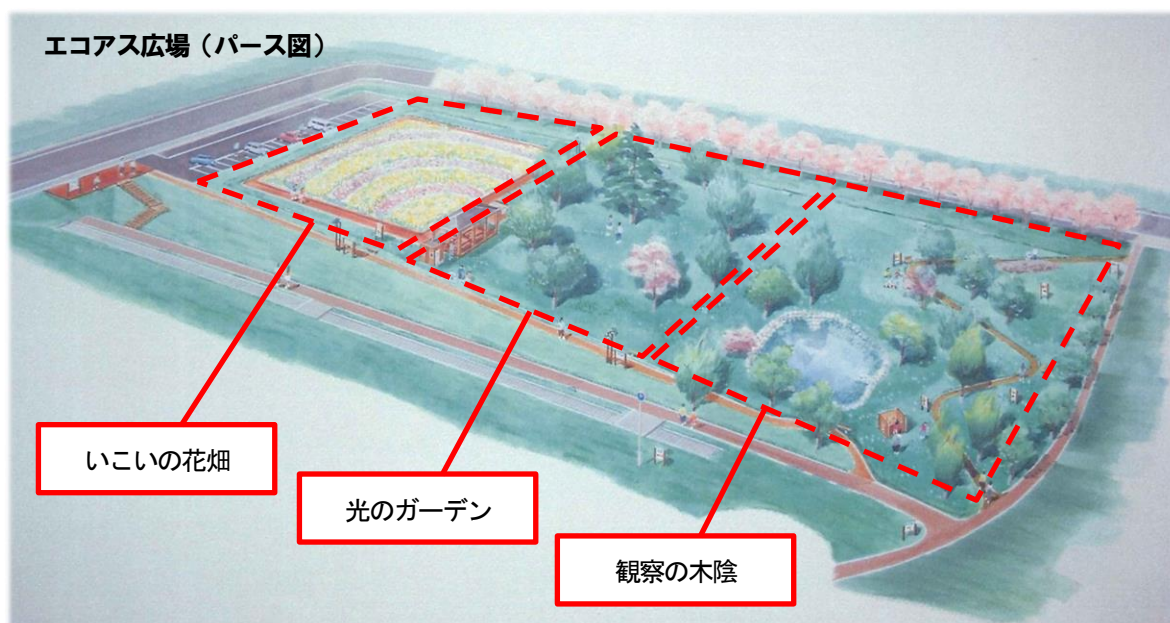 エコアス広場（パース図）
いこいの花畑
光のガーデン
観察の木陰